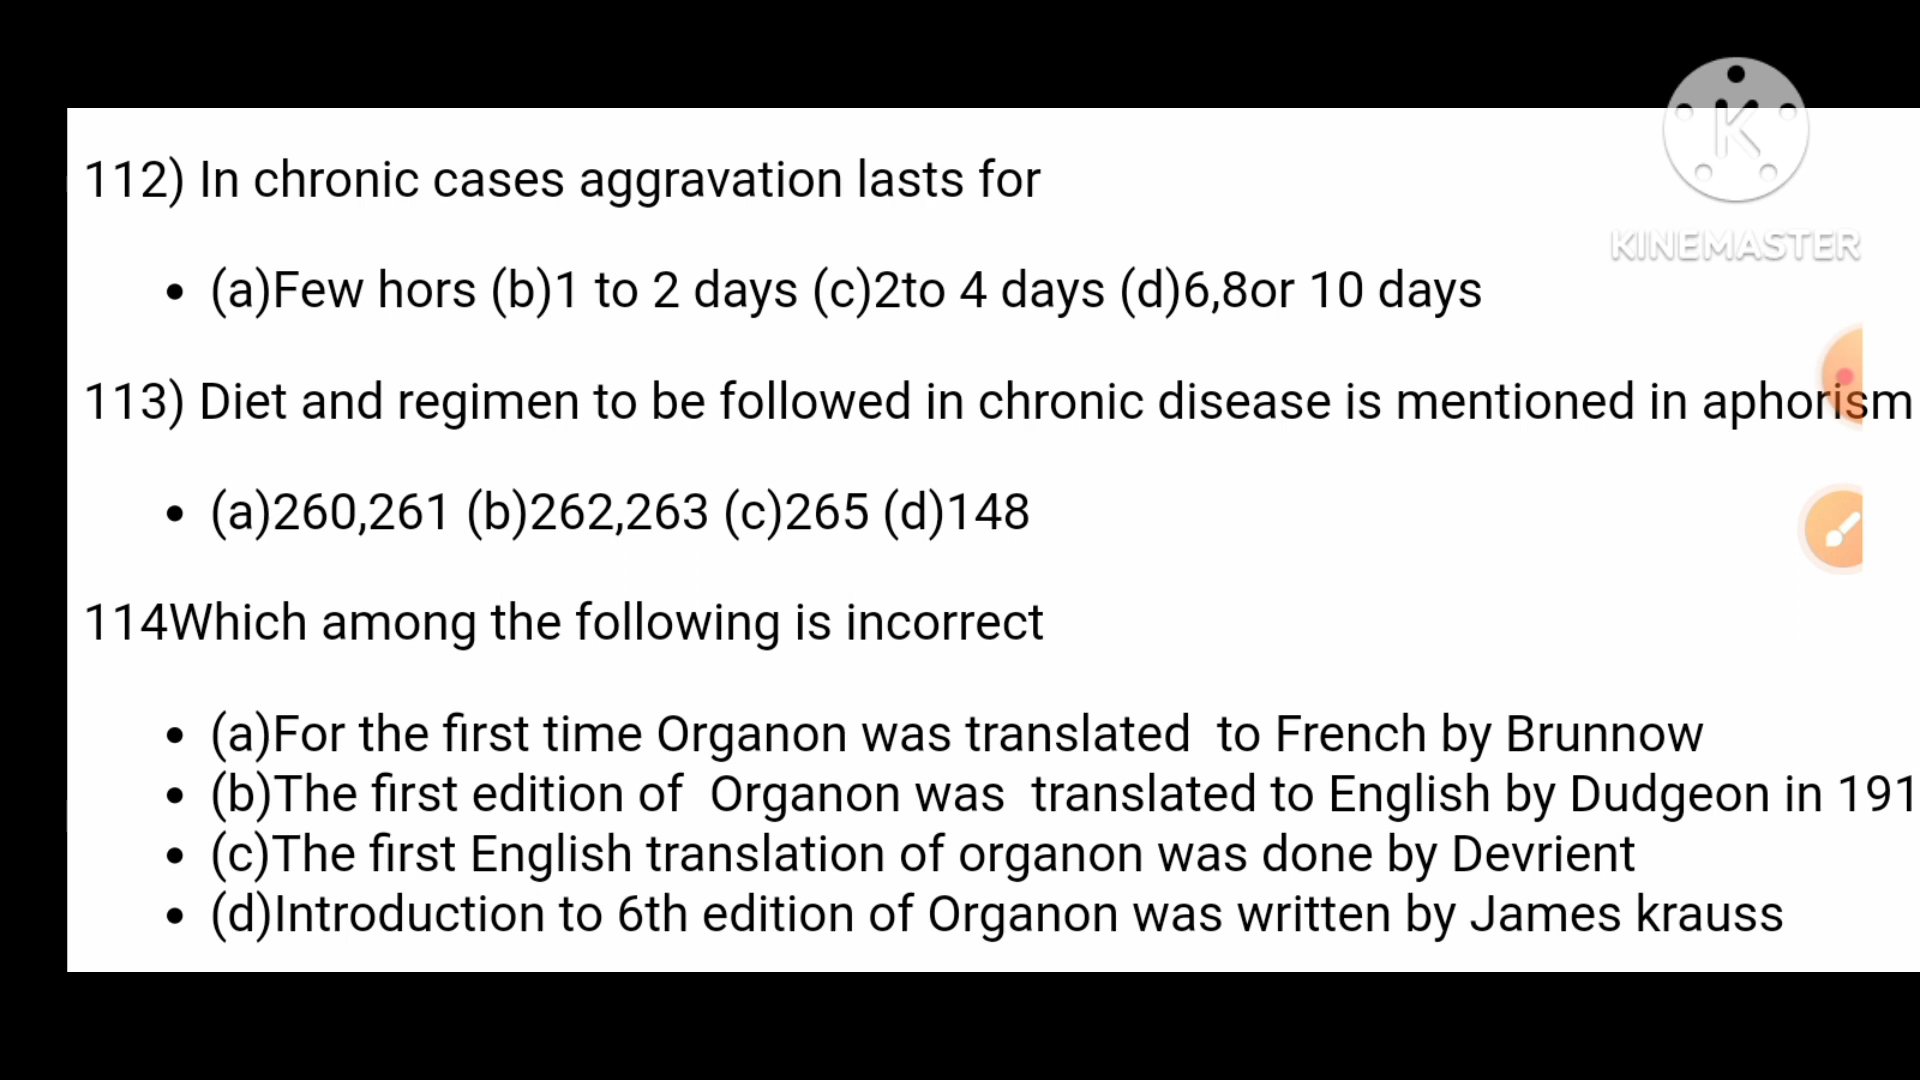 KINEMASTER
112) In chronic cases aggravation lasts for
• (a)Few hors (b)1 to 2 days (c)2to 4 days (d)6,8or 10 days
113) Diet and regimen to be followed in chronic disease is mentioned in aphorism
• (a)260,261 (b)262,263 (c)265 (d)148
114Which among the following is incorrect
• (a)For the first time Organon was translated to French by Brunnow
• (b)The first edition of Organon was translated to English by Dudgeon in 191
• (c)The first English translation of organon was done by Devrient
• (d)Introduction to 6th edition of Organon was written by James krauss